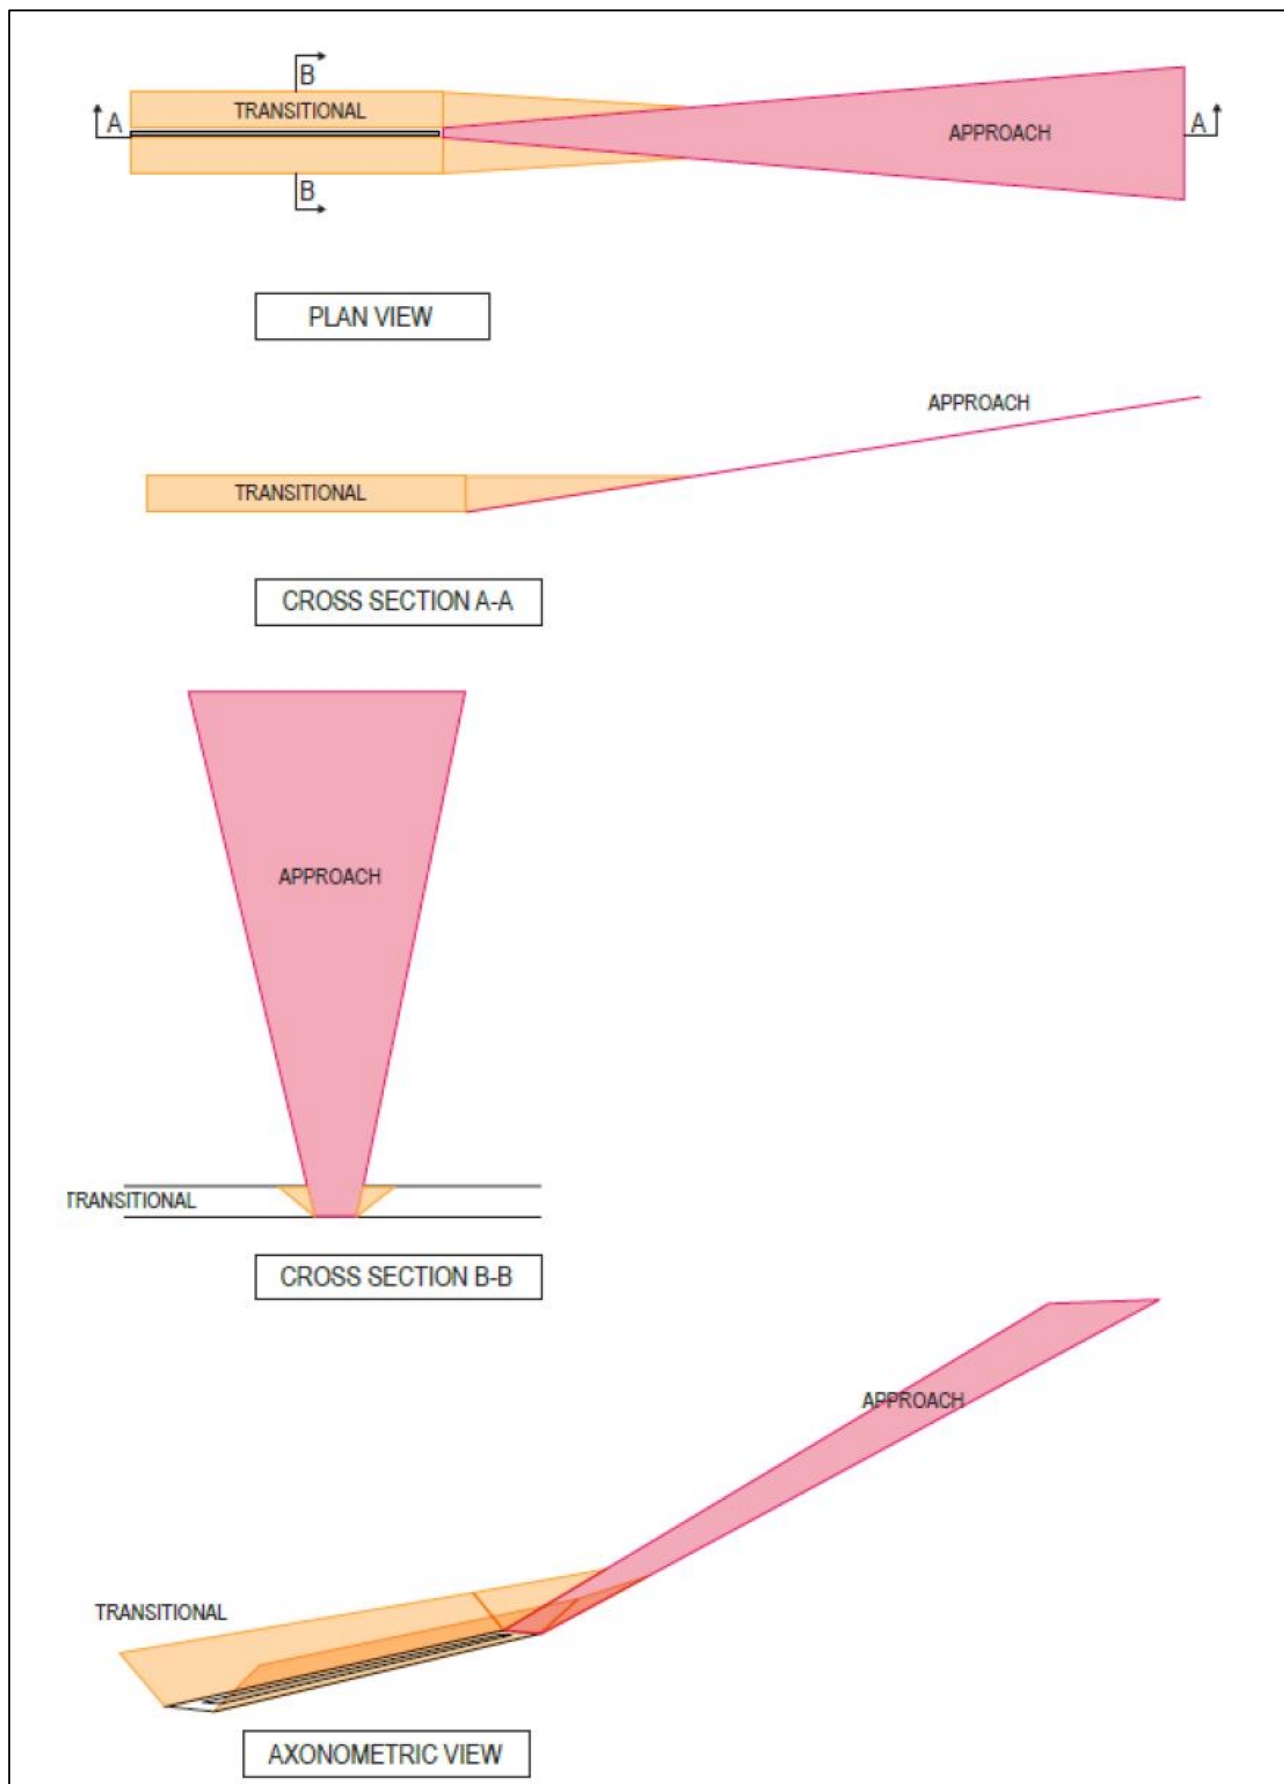 B
TRANSITIONAL
A
APPROACH
A
B
PLAN VIEW
APPROACH
TRANSITIONAL
CROSS SECTION A-A
APPROACH
TRANSITIONAL
CROSS SECTION B-B
APPROACH
TRANSITIONAL
AXONOMETRIC VIEW